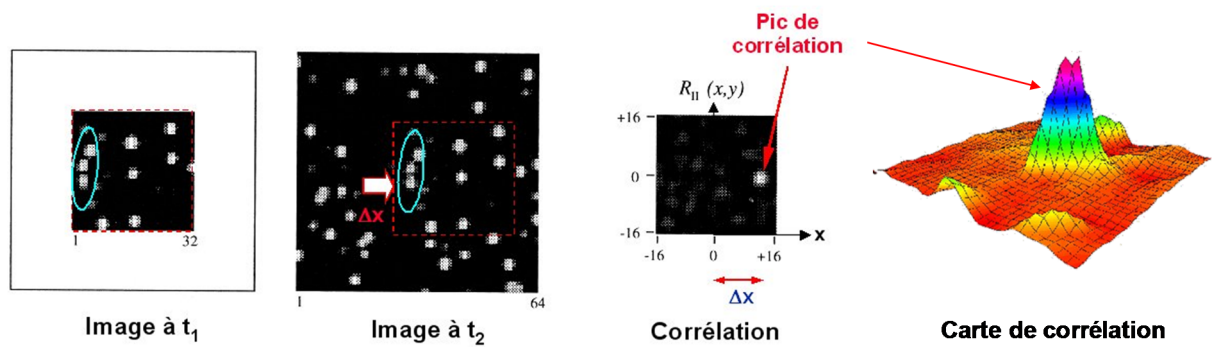 1 32
Image à t1
Δx
1 64
Image à t2
Pic de
corrélation
RII (x,y)
+16
0
-16
-16 0 +16
x
Δx
Corrélation
Carte de corrélation